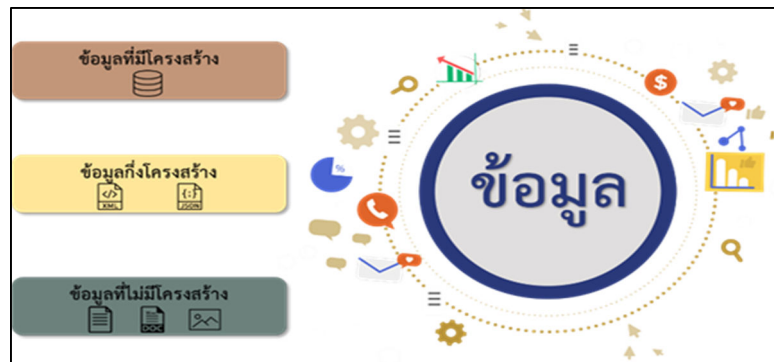 ข้อมูลที่มีโครงสร้าง
ข้อมูลกึ่งโครงสร้าง
XML
JSON
ข้อมูลที่ไม่มีโครงสร้าง
DOC
ข้อมูล
%
$